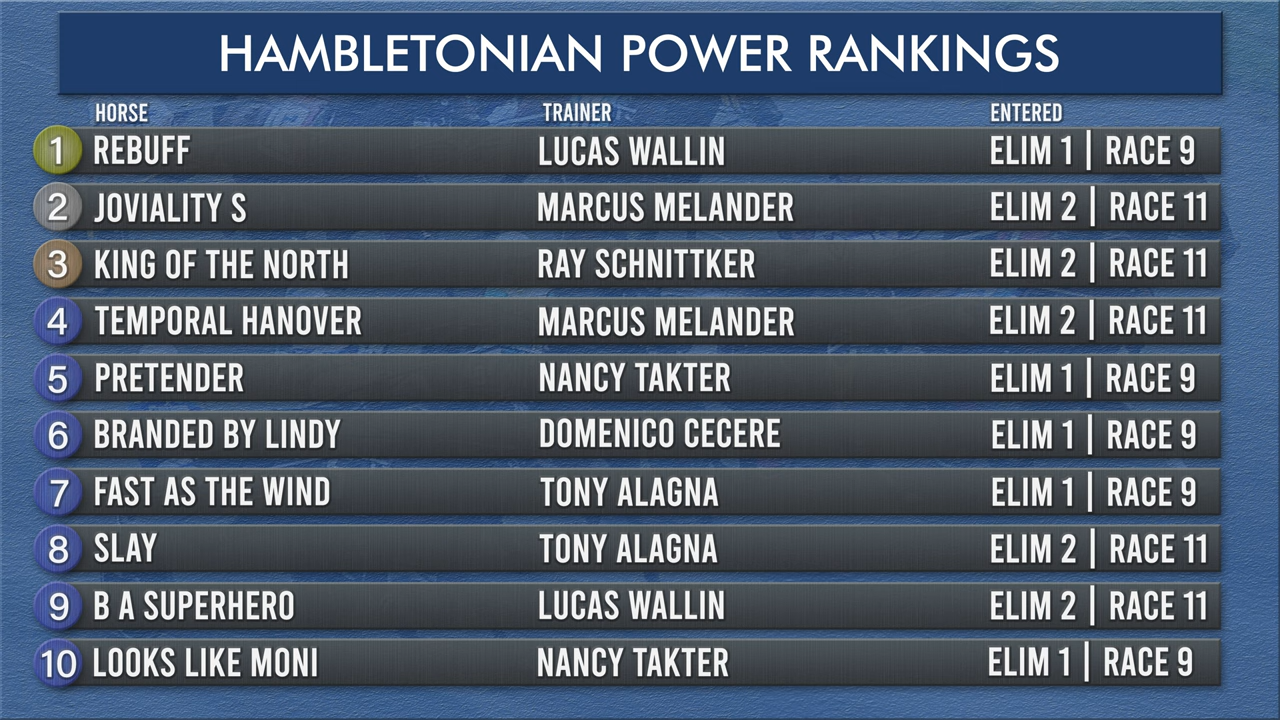 HAMBLETONIAN POWER RANKINGS
HORSE TRAINER ENTERED
1 REBUFF LUCAS WALLIN ELIM 1 | RACE 9
2 JOVIALITY S MARCUS MELANDER ELIM 2 | RACE 11
3 KING OF THE NORTH RAY SCHNITTKER ELIM 2 | RACE 11
4 TEMPORAL HANOVER MARCUS MELANDER ELIM 2 | RACE 11
5 PRETENDER NANCY TAKTER ELIM 1 | RACE 9
6 BRANDED BY LINDY DOMENICO CECERE ELIM 1 | RACE 9
7 FAST AS THE WIND TONY ALAGNA ELIM 1 | RACE 9
8 SLAY TONY ALAGNA ELIM 2 | RACE 11
9 B A SUPERHERO LUCAS WALLIN ELIM 2 | RACE 11
10 LOOKS LIKE MONI NANCY TAKTER ELIM 1 | RACE 9